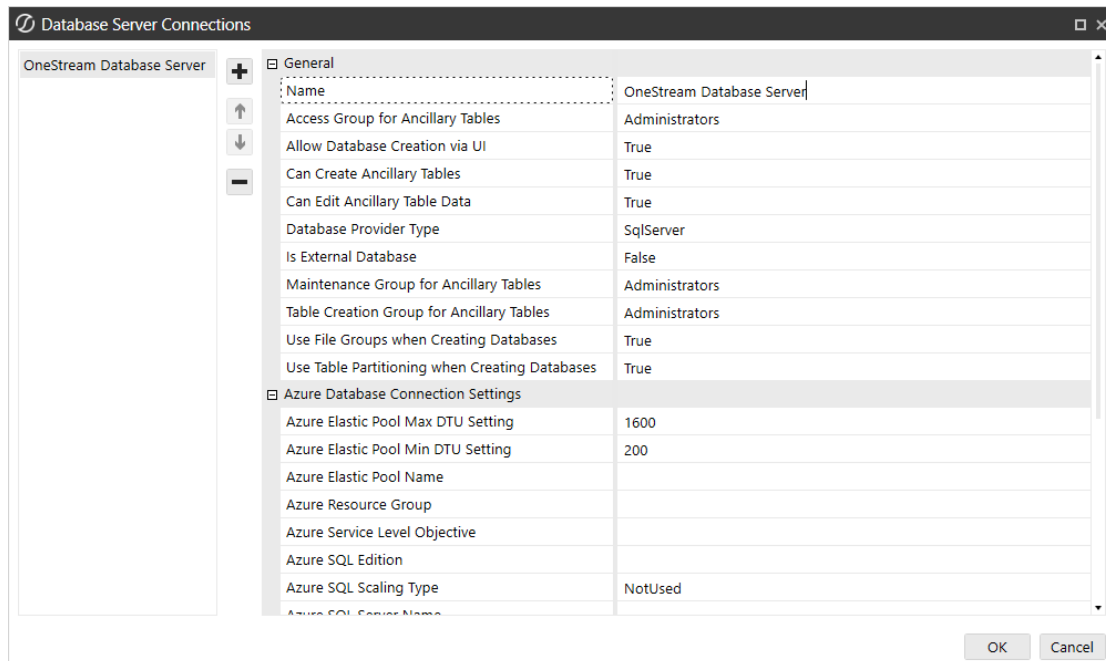 Database Server Connections
OneStream Database Server
General
Name OneStream Database Server
Access Group for Ancillary Tables Administrators
Allow Database Creation via UI True
Can Create Ancillary Tables True
Can Edit Ancillary Table Data True
Database Provider Type SqlServer
Is External Database False
Maintenance Group for Ancillary Tables Administrators
Table Creation Group for Ancillary Tables Administrators
Use File Groups when Creating Databases True
Use Table Partitioning when Creating Databases True
Azure Database Connection Settings
Azure Elastic Pool Max DTU Setting 1600
Azure Elastic Pool Min DTU Setting 200
Azure Elastic Pool Name
Azure Resource Group
Azure Service Level Objective
Azure SQL Edition
Azure SQL Scaling Type NotUsed
Azure SQL Server Name
OK Cancel